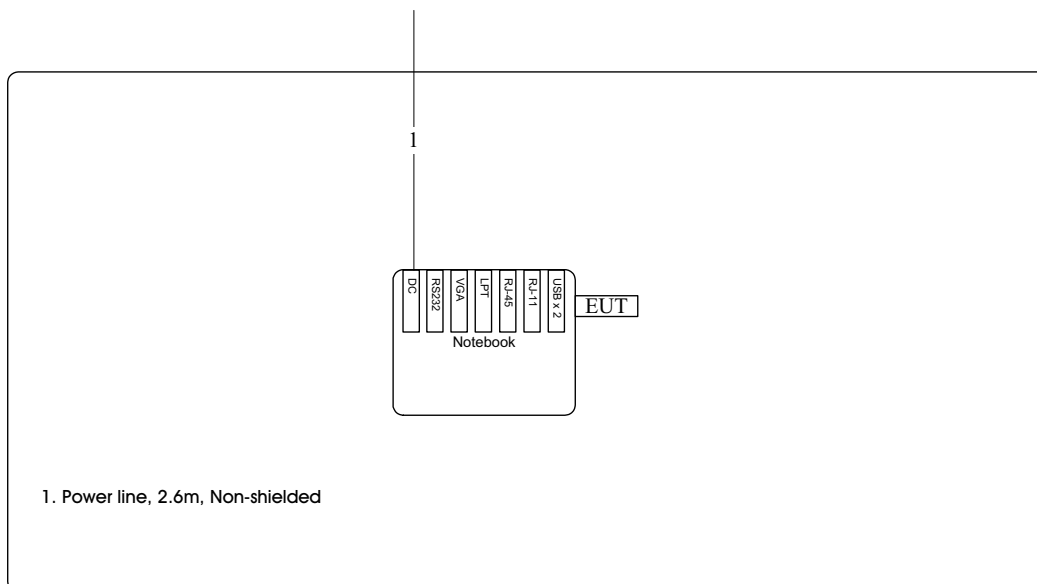 1
DC
RS232
VGA
LPT
RJ-45
RJ-11
USB x 2
EUT
Notebook
1. Power line, 2.6m, Non-shielded